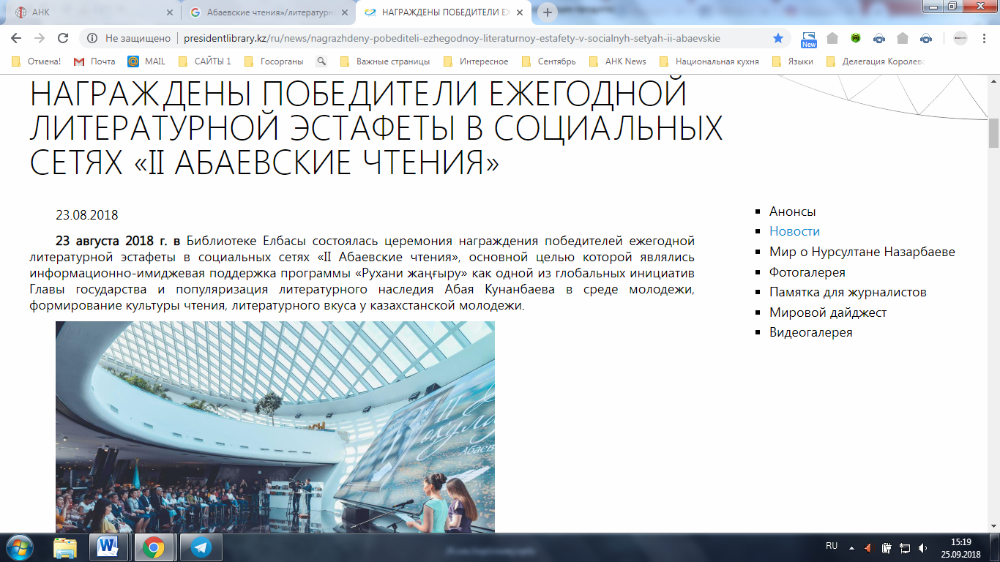 АНК
Абаевские чтения»/литературн
НАГРАЖДЕНЫ ПОБЕДИТЕЛИ ЕЖ
Не защищено | presidentlibrary.kz/ru/news/nagrazhdeny-pobediteli-ezhegodnoy-literaturnoy-estafety-v-socialnyh-setyah-ii-abaevskie
New
Отмена! Почта MAIL САЙТЫ 1 Госорганы Важные страницы Интересное Сентябрь АНК News Национальная кухня Языки Делегация Королевс
НАГРАЖДЕНЫ ПОБЕДИТЕЛИ ЕЖЕГОДНОЙ
ЛИТЕРАТУРНОЙ ЭСТАФЕТЫ В СОЦИАЛЬНЫХ
СЕТЯХ «II АБАЕВСКИЕ ЧТЕНИЯ»
23.08.2018
23 августа 2018 г. в Библиотеке Елбасы состоялась церемония награждения победителей ежегодной
литературной эстафеты в социальных сетях «II Абаевские чтения», основной целью которой являлись
информационно-имиджевая поддержка программы «Рухани жаңғыру» как одной из глобальных инициатив
Главы государства и популяризация литературного наследия Абая Кунанбаева в среде молодежи,
формирование культуры чтения, литературного вкуса у казахстанской молодежи.
Анонсы
Новости
Мир о Нурсултане Назарбаеве
Фотогалерея
Памятка для журналистов
Мировой дайджест
Видеогалерея
II
Абаев
RU
15:19
25.09.2018